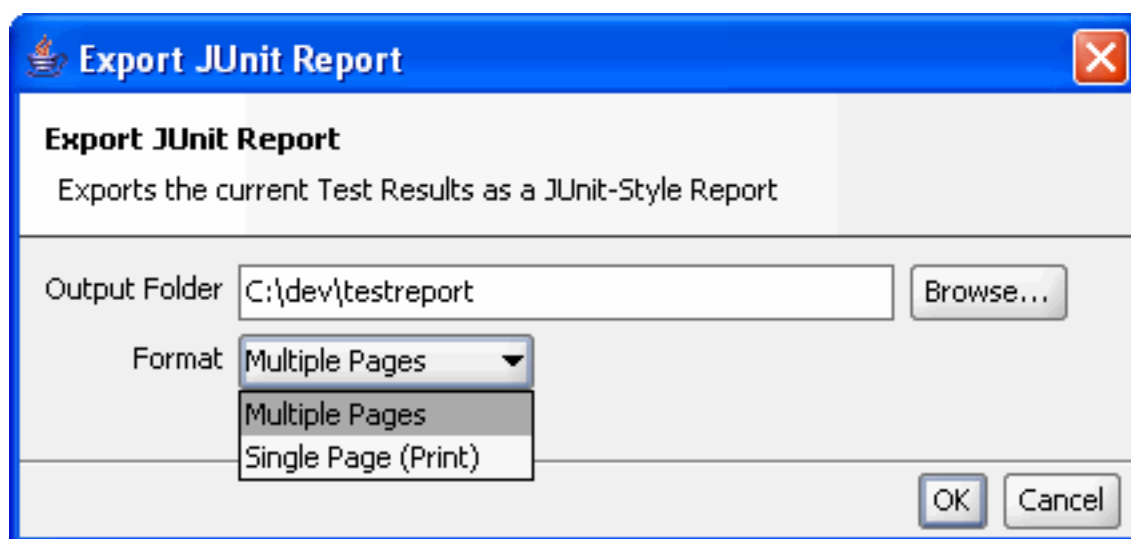 Export JUnit Report
Export JUnit Report
Exports the current Test Results as a JUnit-Style Report
Output Folder C:\dev\testreport Browse...
Format Multiple Pages
Multiple Pages
Single Page (Print)
OK Cancel